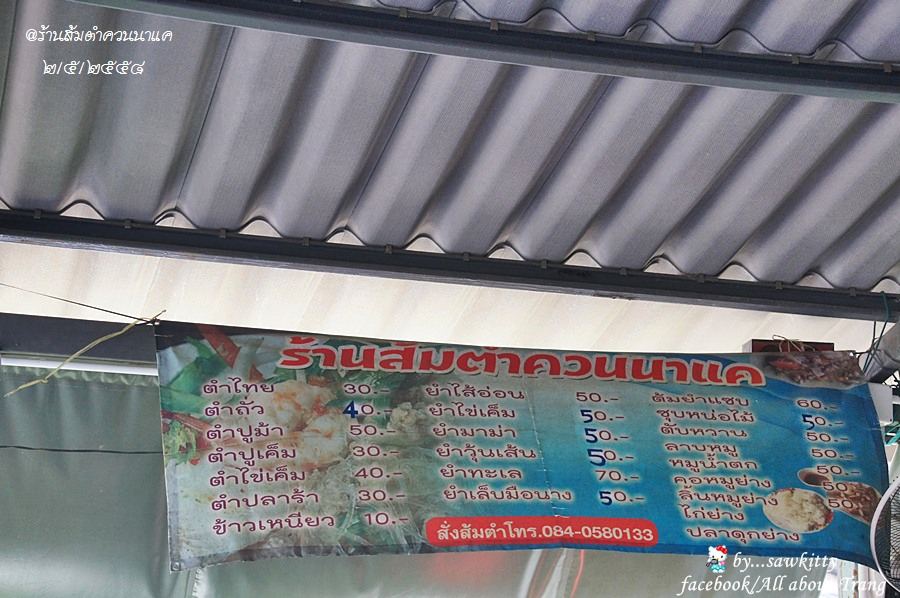 @ร้านส้มตำควนนาแค
๒/๕/๒๕๕๔
ร้านส้มตำควนนาแค
ตำไทย 30.-
ตำถั่ว 40.-
ตำปูม้า 50.-
ตำปูเค็ม 30.-
ตำไข่เค็ม 40.-
ตำปลาร้า 30.-
ข้าวเหนียว 10.-
ยำไส้อ่อน 50.-
ยำไข่เค็ม 50.-
ยำมาม่า 50.-
ยำวุ้นเส้น 50.-
ยำทะเล 70.-
ยำเล็บมือนาง 50.-
ต้มยำแซบ 60.-
ซุบหน่อไม้ 50.-
ตับหวาน 50.-
ลาบหมู 50.-
หมูน้ำตก 50.-
คอหมูย่าง 50.-
ลิ้นหมูย่าง 50.-
ไก่ย่าง
ปลาดุกย่าง
สั่งส้มตำโทร.084-0580133
by...sawkitty
facebook/All about Trang